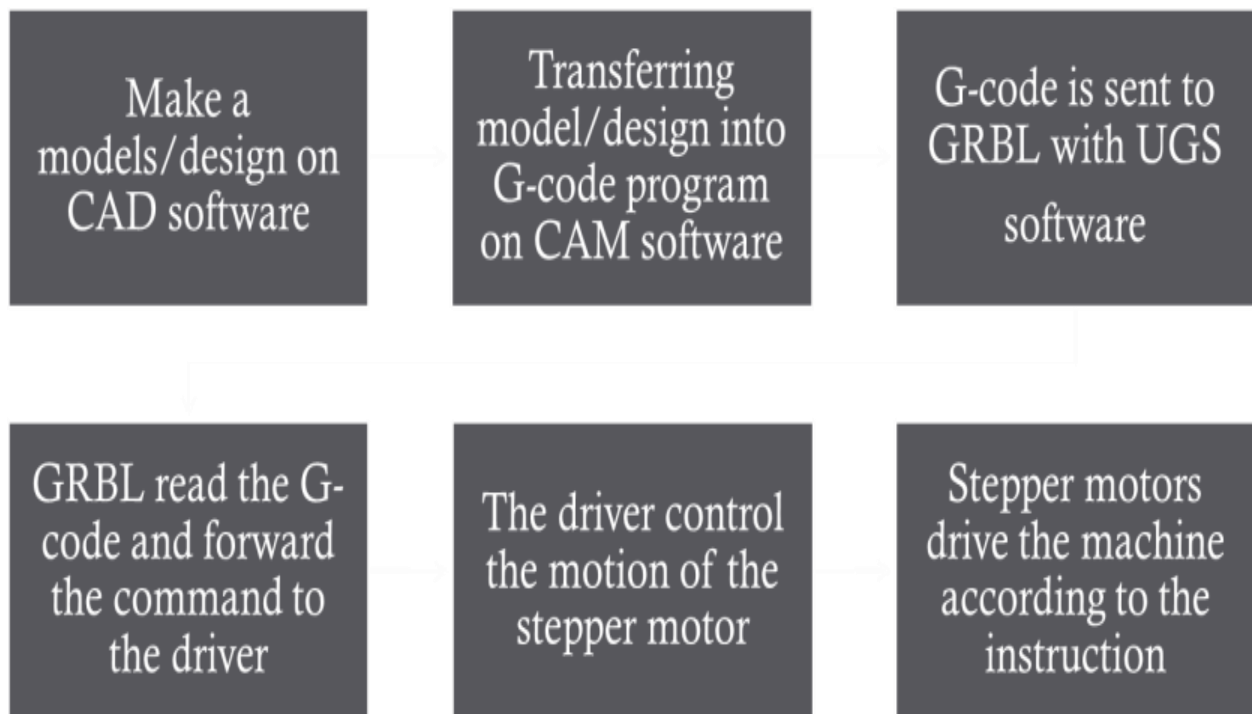 Make a
models/design on
CAD software
Transferring
model/design into
G-code program
on CAM software
G-code is sent to
GRBL with UGS
software
GRBL read the G-
code and forward
the command to
the driver
The driver control
the motion of the
stepper motor
Stepper motors
drive the machine
according to the
instruction